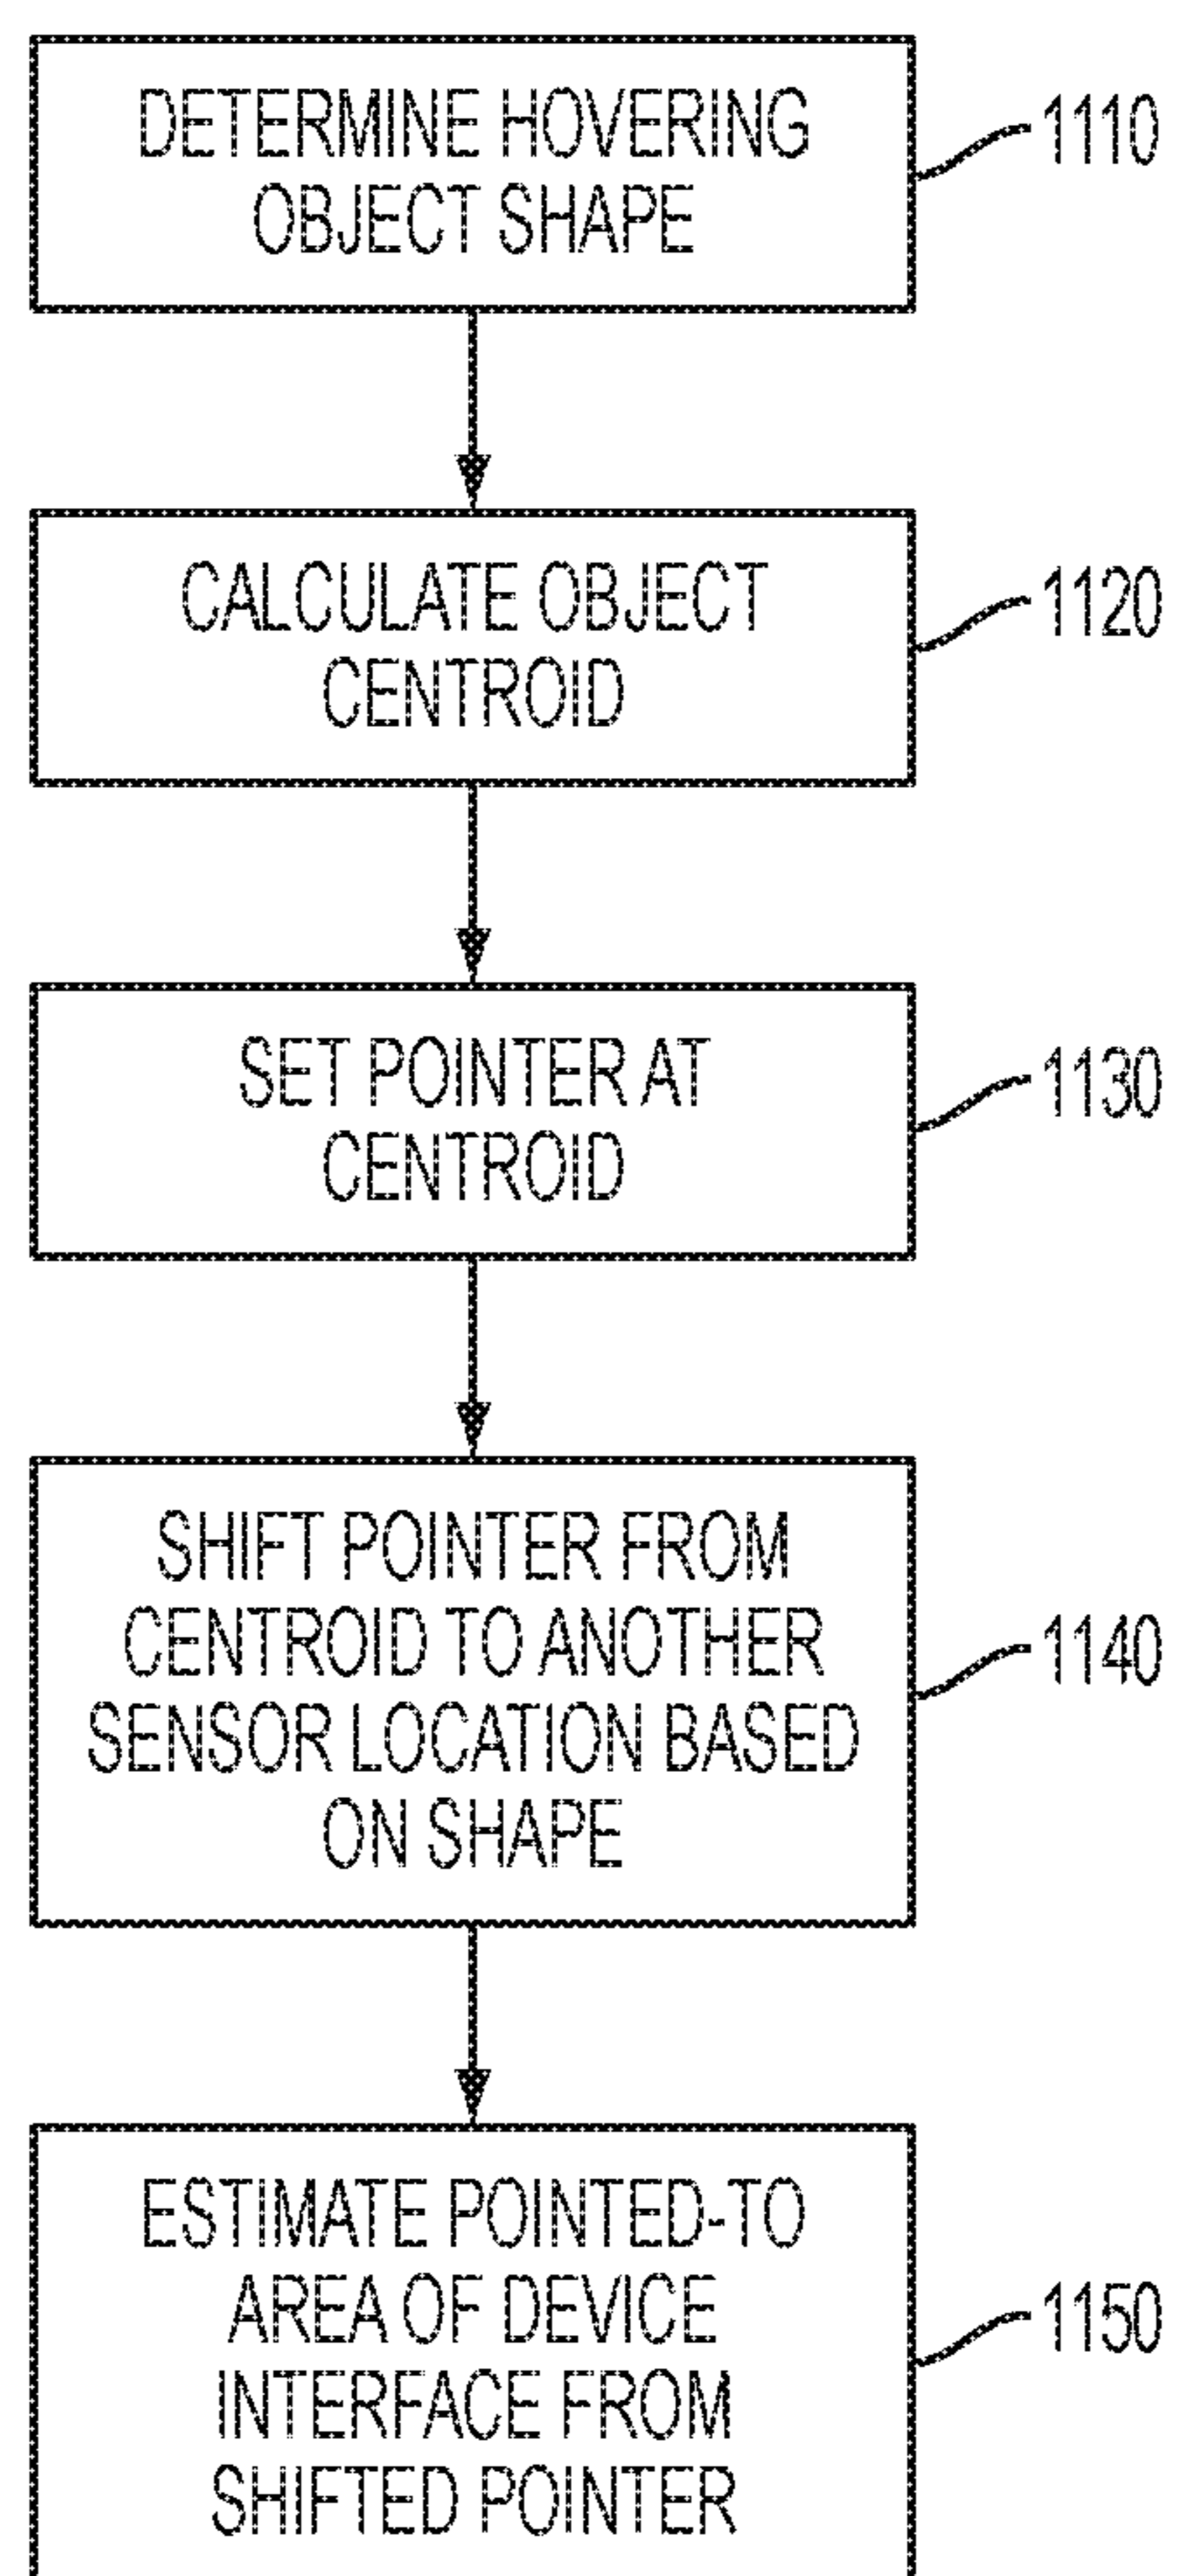 DETERMINE HOVERING
OBJECT SHAPE
1110
CALCULATE OBJECT
CENTROID
1120
SET POINTER AT
CENTROID
1130
SHIFT POINTER FROM
CENTROID TO ANOTHER
SENSOR LOCATION BASED
ON SHAPE
1140
ESTIMATE POINTED-TO
AREA OF DEVICE
INTERFACE FROM
SHIFTED POINTER
1150